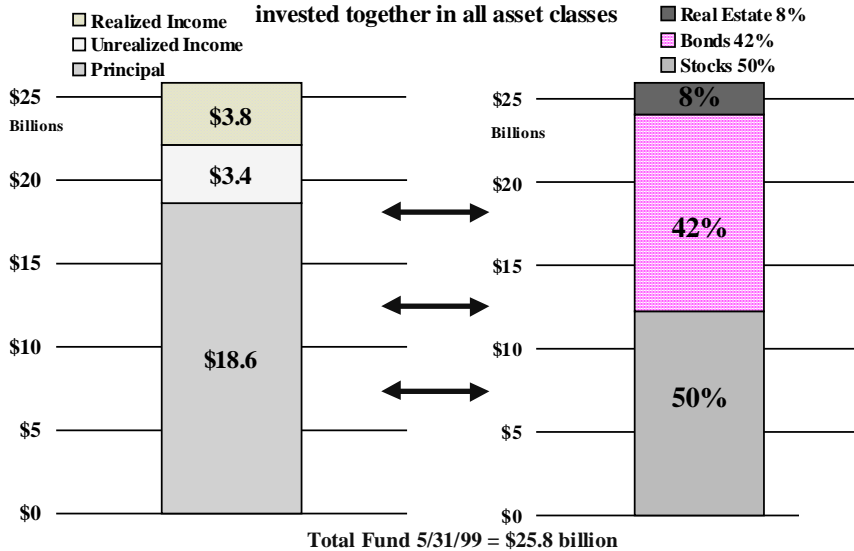 invested together in all asset classes
Realized Income
Unrealized Income
Principal
$25
Billions
$20
$15
$10
$5
$0
$3.8
$3.4
$18.6
Real Estate 8%
Bonds 42%
Stocks 50%
$25
Billions
$20
$15
$10
$5
$0
8%
42%
50%
Total Fund 5/31/99 = $25.8 billion